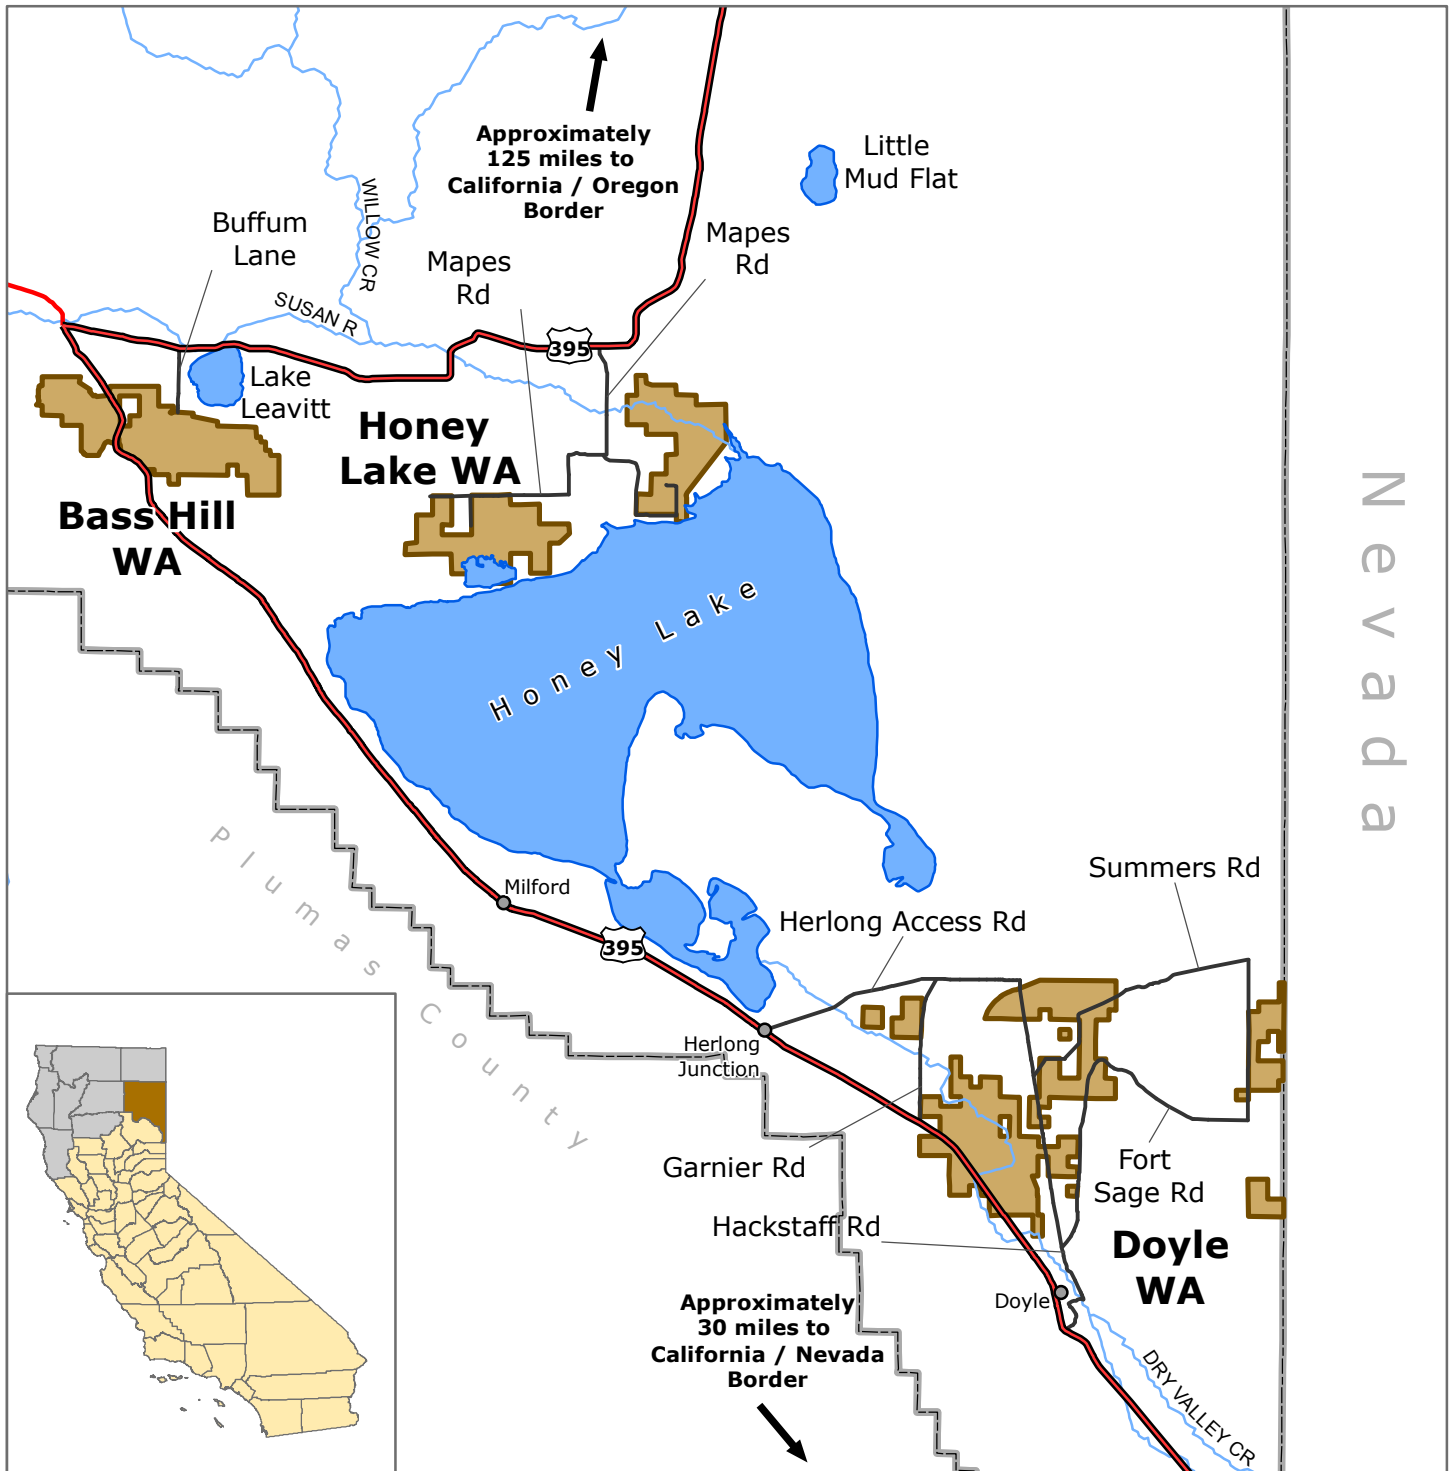 Approximately
125 miles to
California / Oregon
Border
Little
Mud Flat
WILLOW CR
Buffum
Lane
Mapes
Rd
Mapes
Rd
SUSAN R
395
Lake
Leavitt
Honey
Lake WA
Bass Hill
WA
Nevada
Honey Lake
Plumas County
Milford
395
Summers Rd
Herlong Access Rd
Herlong
Junction
Garnier Rd
Fort
Sage Rd
Hackstaff Rd
Doyle
WA
Doyle
Approximately
30 miles to
California / Nevada
Border
DRY VALLEY CR